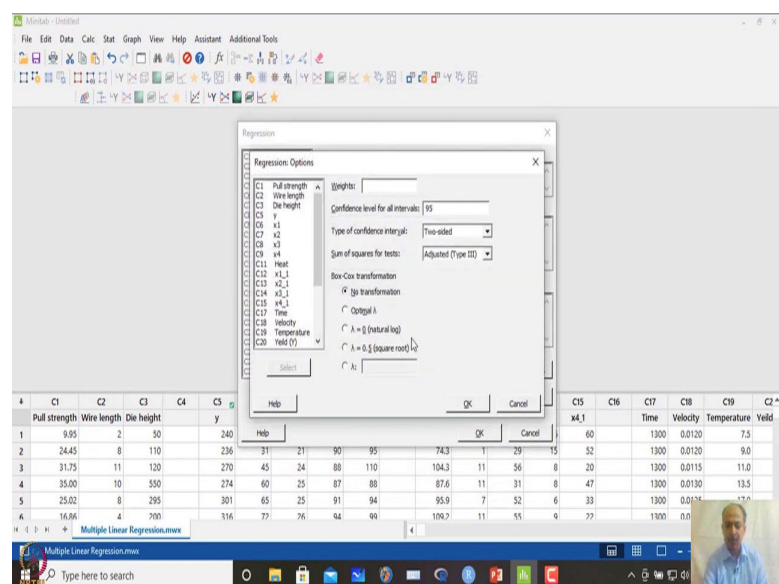 Minitab - Untitled
File Edit Data Calc Stat Graph View Help Assistant Additional Tools
Regression
Regression: Options
C1 Pull strength
C2 Wire length
C3 Die height
C5 y
C6 x1
C7 x2
C8 x3
C9 x4
C11 Heat
C12 x1_1
C13 x2_1
C14 x3_1
C15 x4_1
C17 Time
C18 Velocity
C19 Temperature
C20 Yeild (Y)
Select
Weights:
Confidence level for all intervals: 95
Type of confidence interval: Two-sided
Sum of squares for tests: Adjusted (Type III)
Box-Cox transformation
No transformation
Optimal λ
λ = 0 (natural log)
λ = 0.5 (square root)
λ:
Help OK Cancel
Help OK Cancel
C1 C2 C3 C4 C5 C15 C16 C17 C18 C19 C2
Pull strength Wire length Die height y x4_1 Time Velocity Temperature Yeild
1 9.95 2 50 240 60 1300 0.0120 7.5
2 24.45 8 110 236 31 21 90 95 74.3 1 29 15 52 1300 0.0120 9.0
3 31.75 11 120 270 45 24 88 110 104.3 11 56 8 20 1300 0.0115 11.0
4 35.00 10 550 274 60 25 87 88 87.6 11 31 8 47 1300 0.0130 13.5
5 25.02 8 295 301 65 25 91 94 95.9 7 52 6 33 1300
6 16.86 4 200 316 72 26 94 99 109.2 11 55 9 22 1300
Multiple Linear Regression.mwx
Multiple Linear Regression.mwx
Type here to search